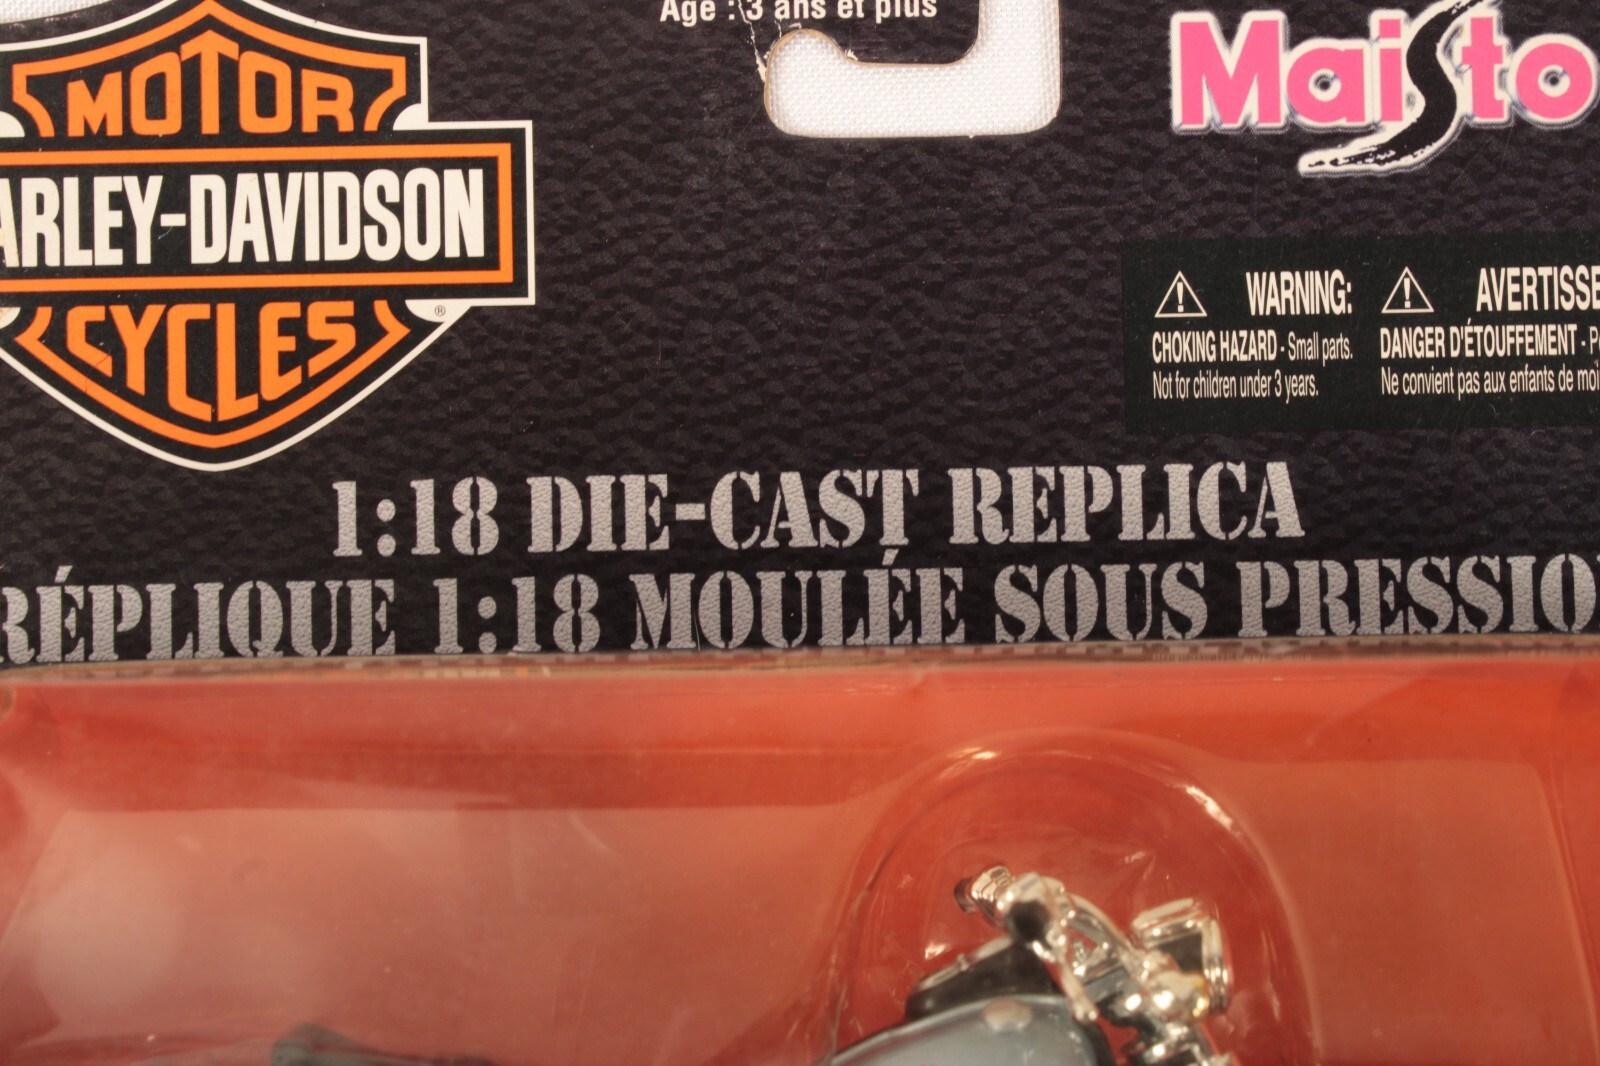 Age : 3 ans et plus
MOTOR
ARLEY-DAVIDSON
CYCLES
®
Maisto
WARNING:
CHOKING HAZARD - Small parts.
Not for children under 3 years.
AVERTISSE
DANGER D'ÉTOUFFEMENT - P
Ne convient pas aux enfants de moi
1:18 DIE-CAST REPLICA
RÉPLIQUE 1:18 MOULÉE SOUS PRESSIO